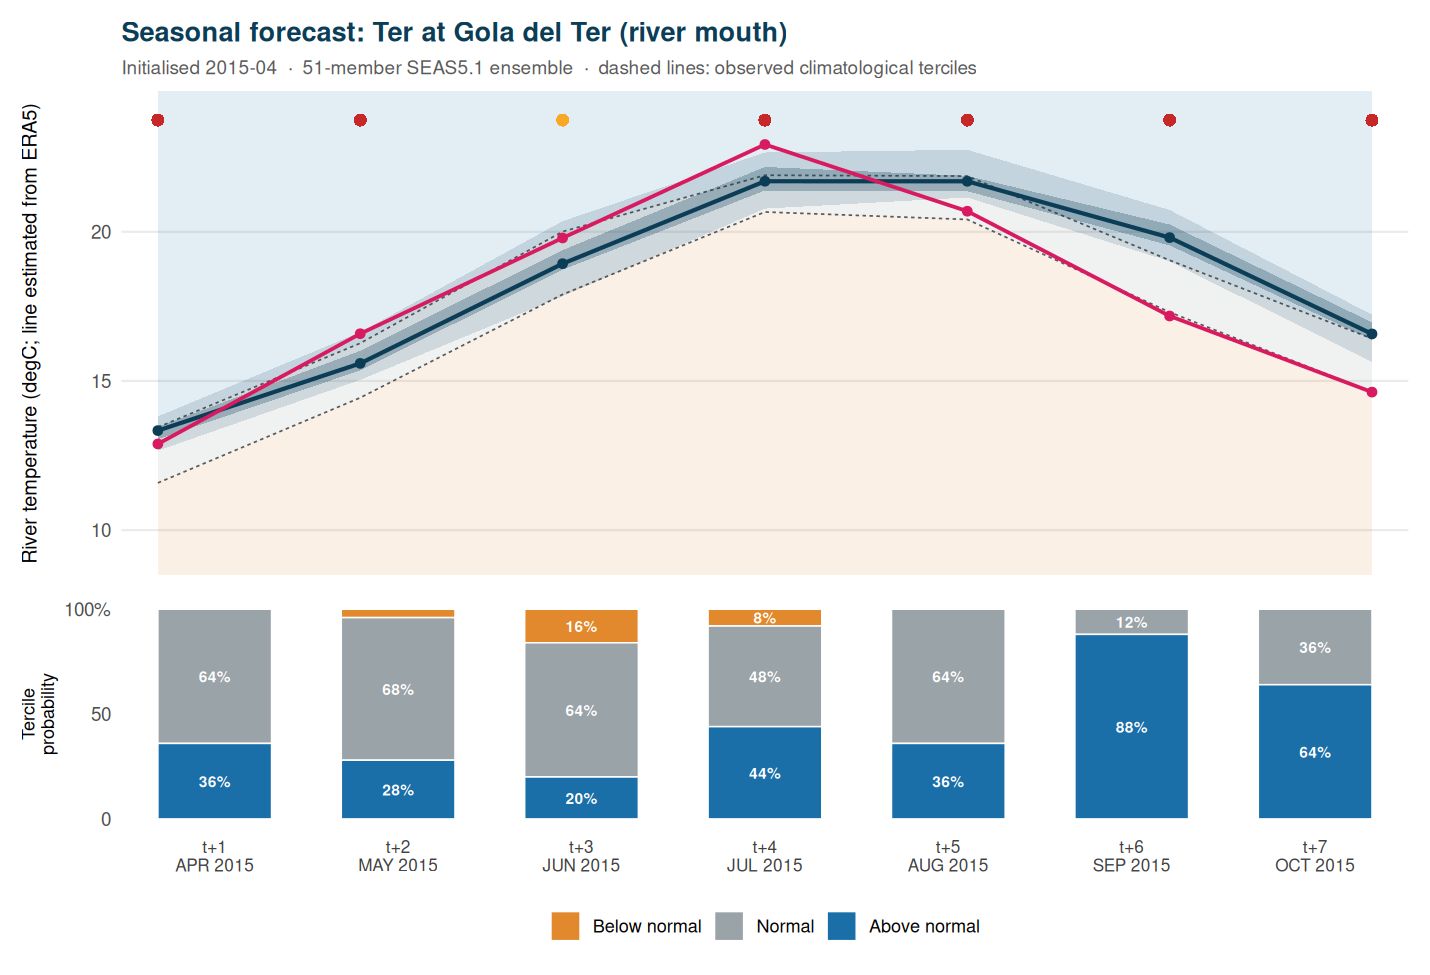 Seasonal forecast: Ter at Gola del Ter (river mouth)
Initialised 2015-04 · 51-member SEAS5.1 ensemble · dashed lines: observed climatological terciles
River temperature (degC; line estimated from ERA5)
20
15
10
Tercile
probability
100%
50
0
64%
36%
68%
28%
16%
64%
20%
8%
48%
44%
64%
36%
12%
88%
36%
64%
t+1
APR 2015
t+2
MAY 2015
t+3
JUN 2015
t+4
JUL 2015
t+5
AUG 2015
t+6
SEP 2015
t+7
OCT 2015
Below normal
Normal
Above normal